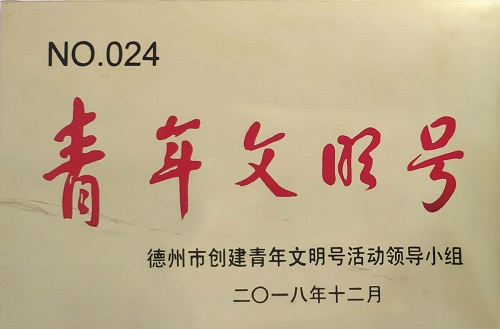 NO.024
青年文明号
德州市创建青年文明号活动领导小组
二〇一八年十二月